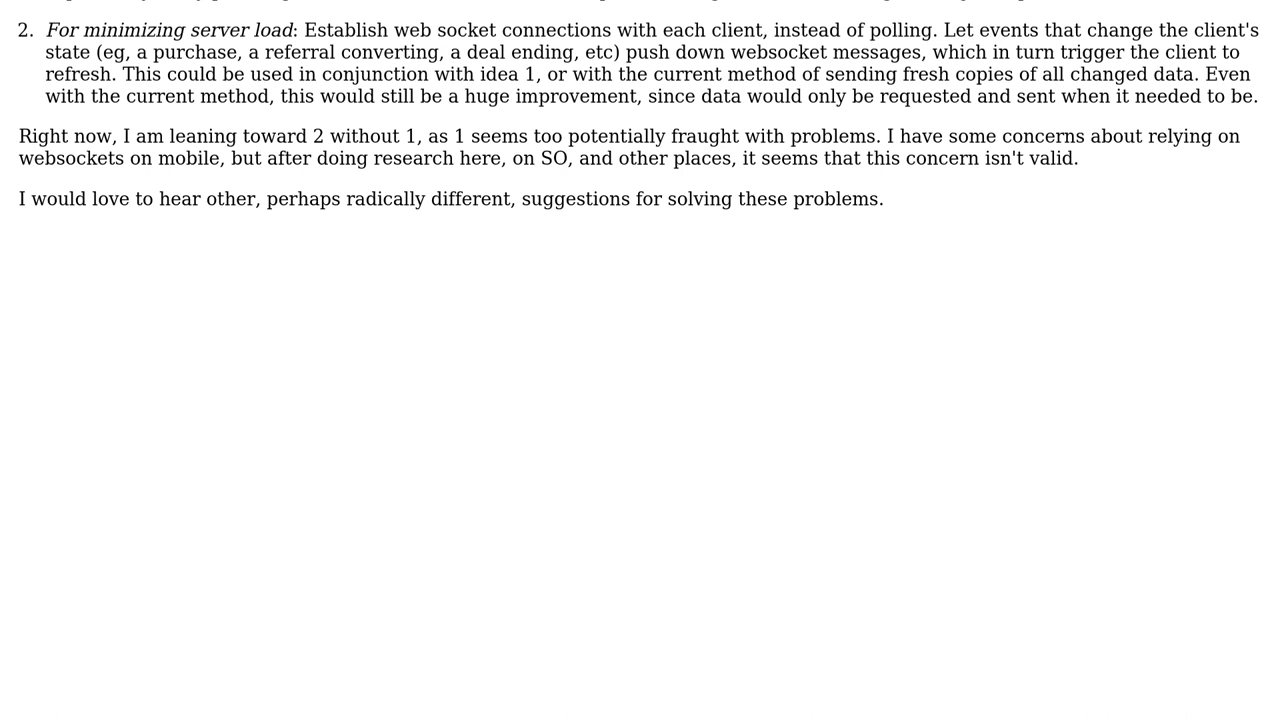 2. For minimizing server load: Establish web socket connections with each client, instead of polling. Let events that change the client's
state (eg, a purchase, a referral converting, a deal ending, etc) push down websocket messages, which in turn trigger the client to
refresh. This could be used in conjunction with idea 1, or with the current method of sending fresh copies of all changed data. Even
with the current method, this would still be a huge improvement, since data would only be requested and sent when it needed to be.
Right now, I am leaning toward 2 without 1, as 1 seems too potentially fraught with problems. I have some concerns about relying on
websockets on mobile, but after doing research here, on SO, and other places, it seems that this concern isn't valid.
I would love to hear other, perhaps radically different, suggestions for solving these problems.